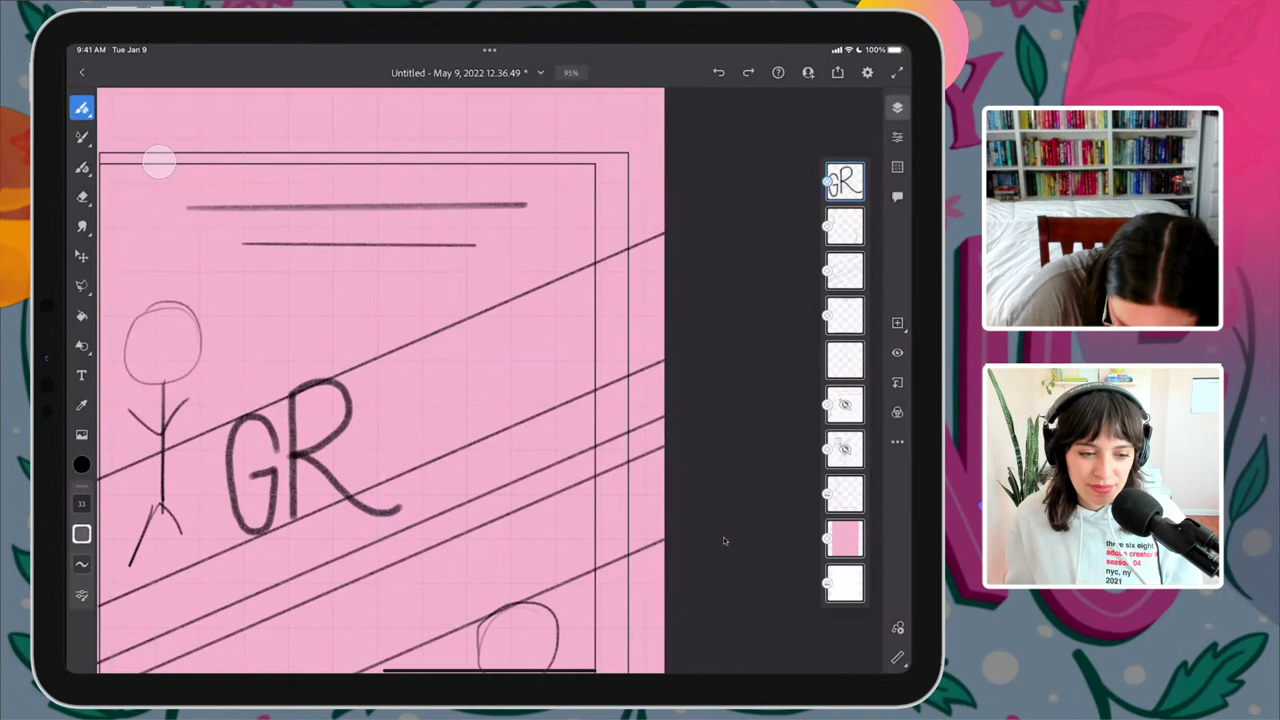 9:41 AM Tue Jan 9
100%
Untitled - May 9, 2022 12.36.49 *
95%
GR
T
33
GR
three six eight
adobe creator
season 04
nyc, ny
2021